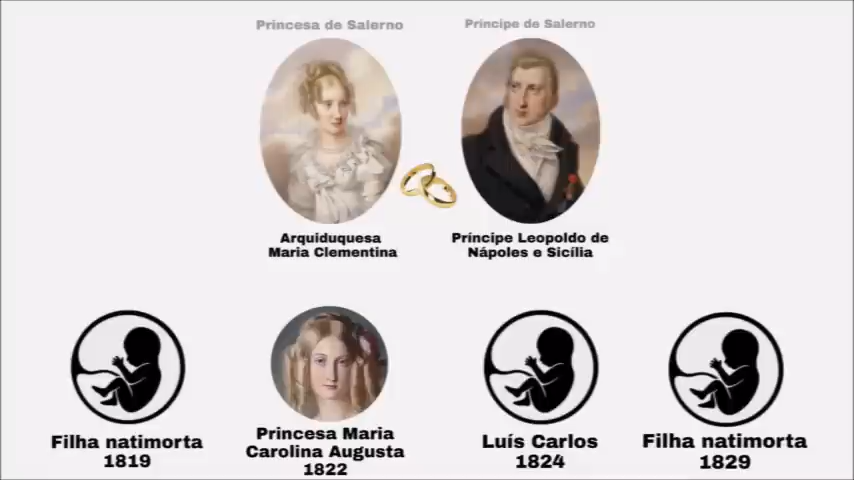 Princesa de Salerno
Príncipe de Salerno
Arquiduquesa
Maria Clementina
Príncipe Leopoldo de
Nápoles e Sicília
Filha natimorta
1819
Princesa Maria
Carolina Augusta
1822
Luís Carlos
1824
Filha natimorta
1829